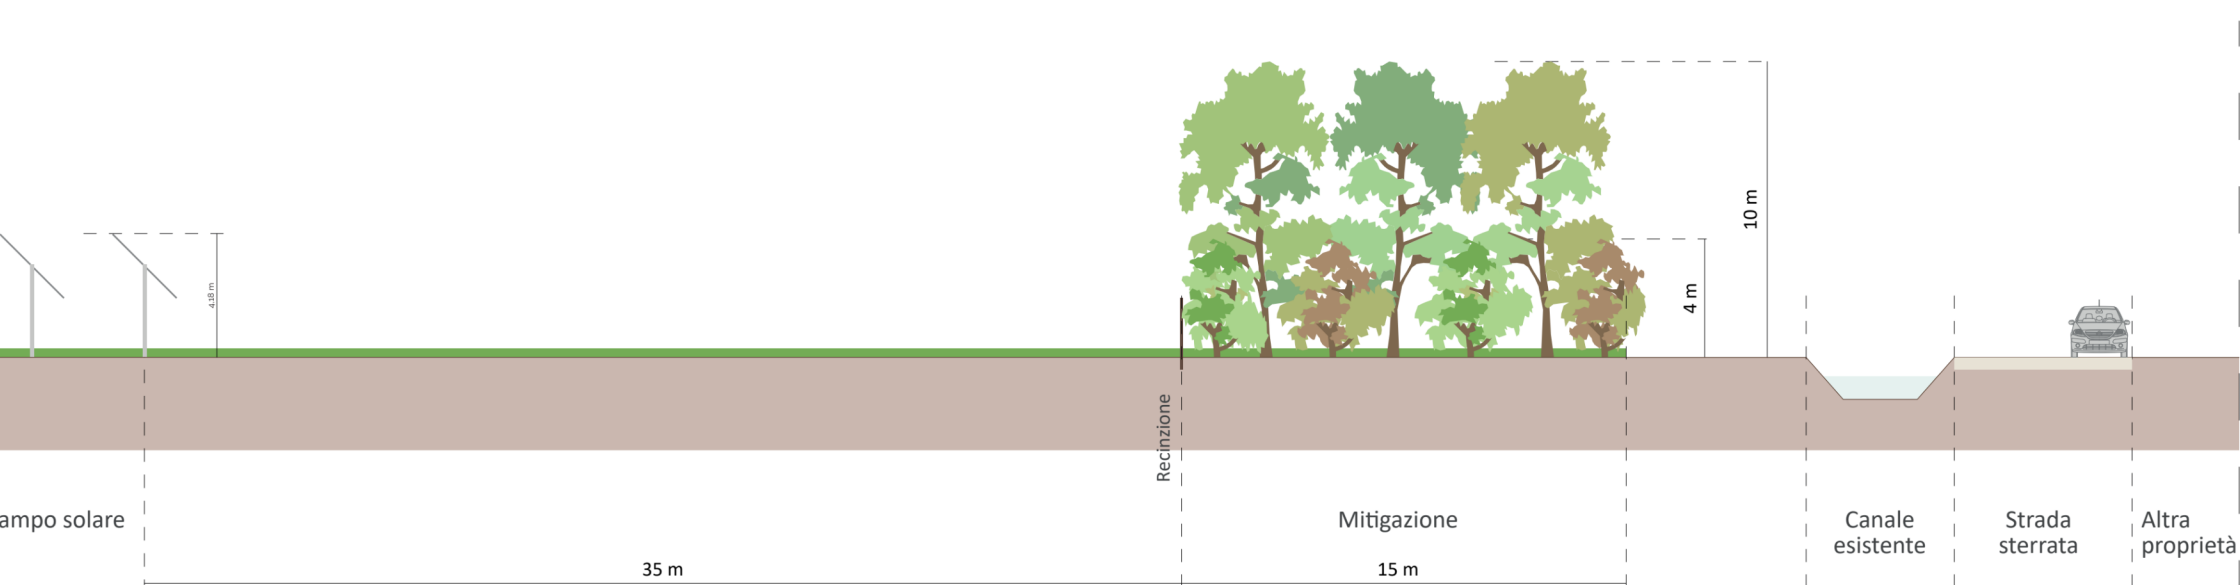 10 m
4 m
4.18 m
Recinzione
ampo solare
Mitigazione
Canale
esistente
Strada
sterrata
Altra
proprietà
35 m
15 m